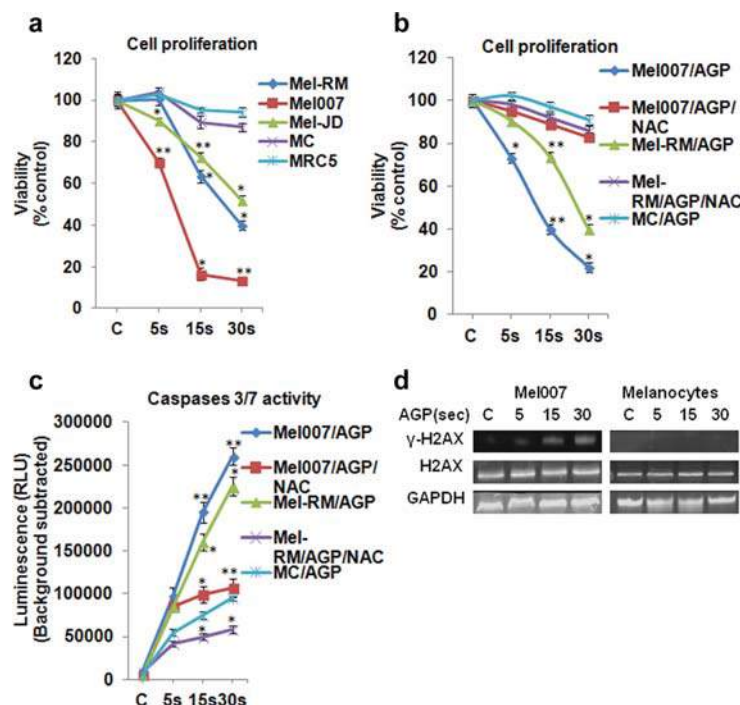 a
Cell proliferation
Viability
(% control)
120
100
80
60
40
20
0
C
5s
15s
30s
Mel-RM
Mel007
Mel-JD
MC
MRC5
*
**
**
*
*
*
*
**
b
Cell proliferation
Viability
(% control)
120
100
80
60
40
20
0
C
5s
15s
30s
Mel007/AGP
Mel007/AGP/
NAC
Mel-RM/AGP
Mel-
RM/AGP/NAC
MC/AGP
*
**
**
*
*
c
Caspases 3/7 activity
Luminescence (RLU)
(Background subtracted)
300000
250000
200000
150000
100000
50000
0
C
5s
15s
30s
Mel007/AGP
Mel007/AGP/
NAC
Mel-RM/AGP
Mel-
RM/AGP/NAC
MC/AGP
**
**
*
*
*
**
*
*
d
Mel007
Melanocytes
AGP(sec) C 5 15 30 C 5 15 30
γ-H2AX
H2AX
GAPDH